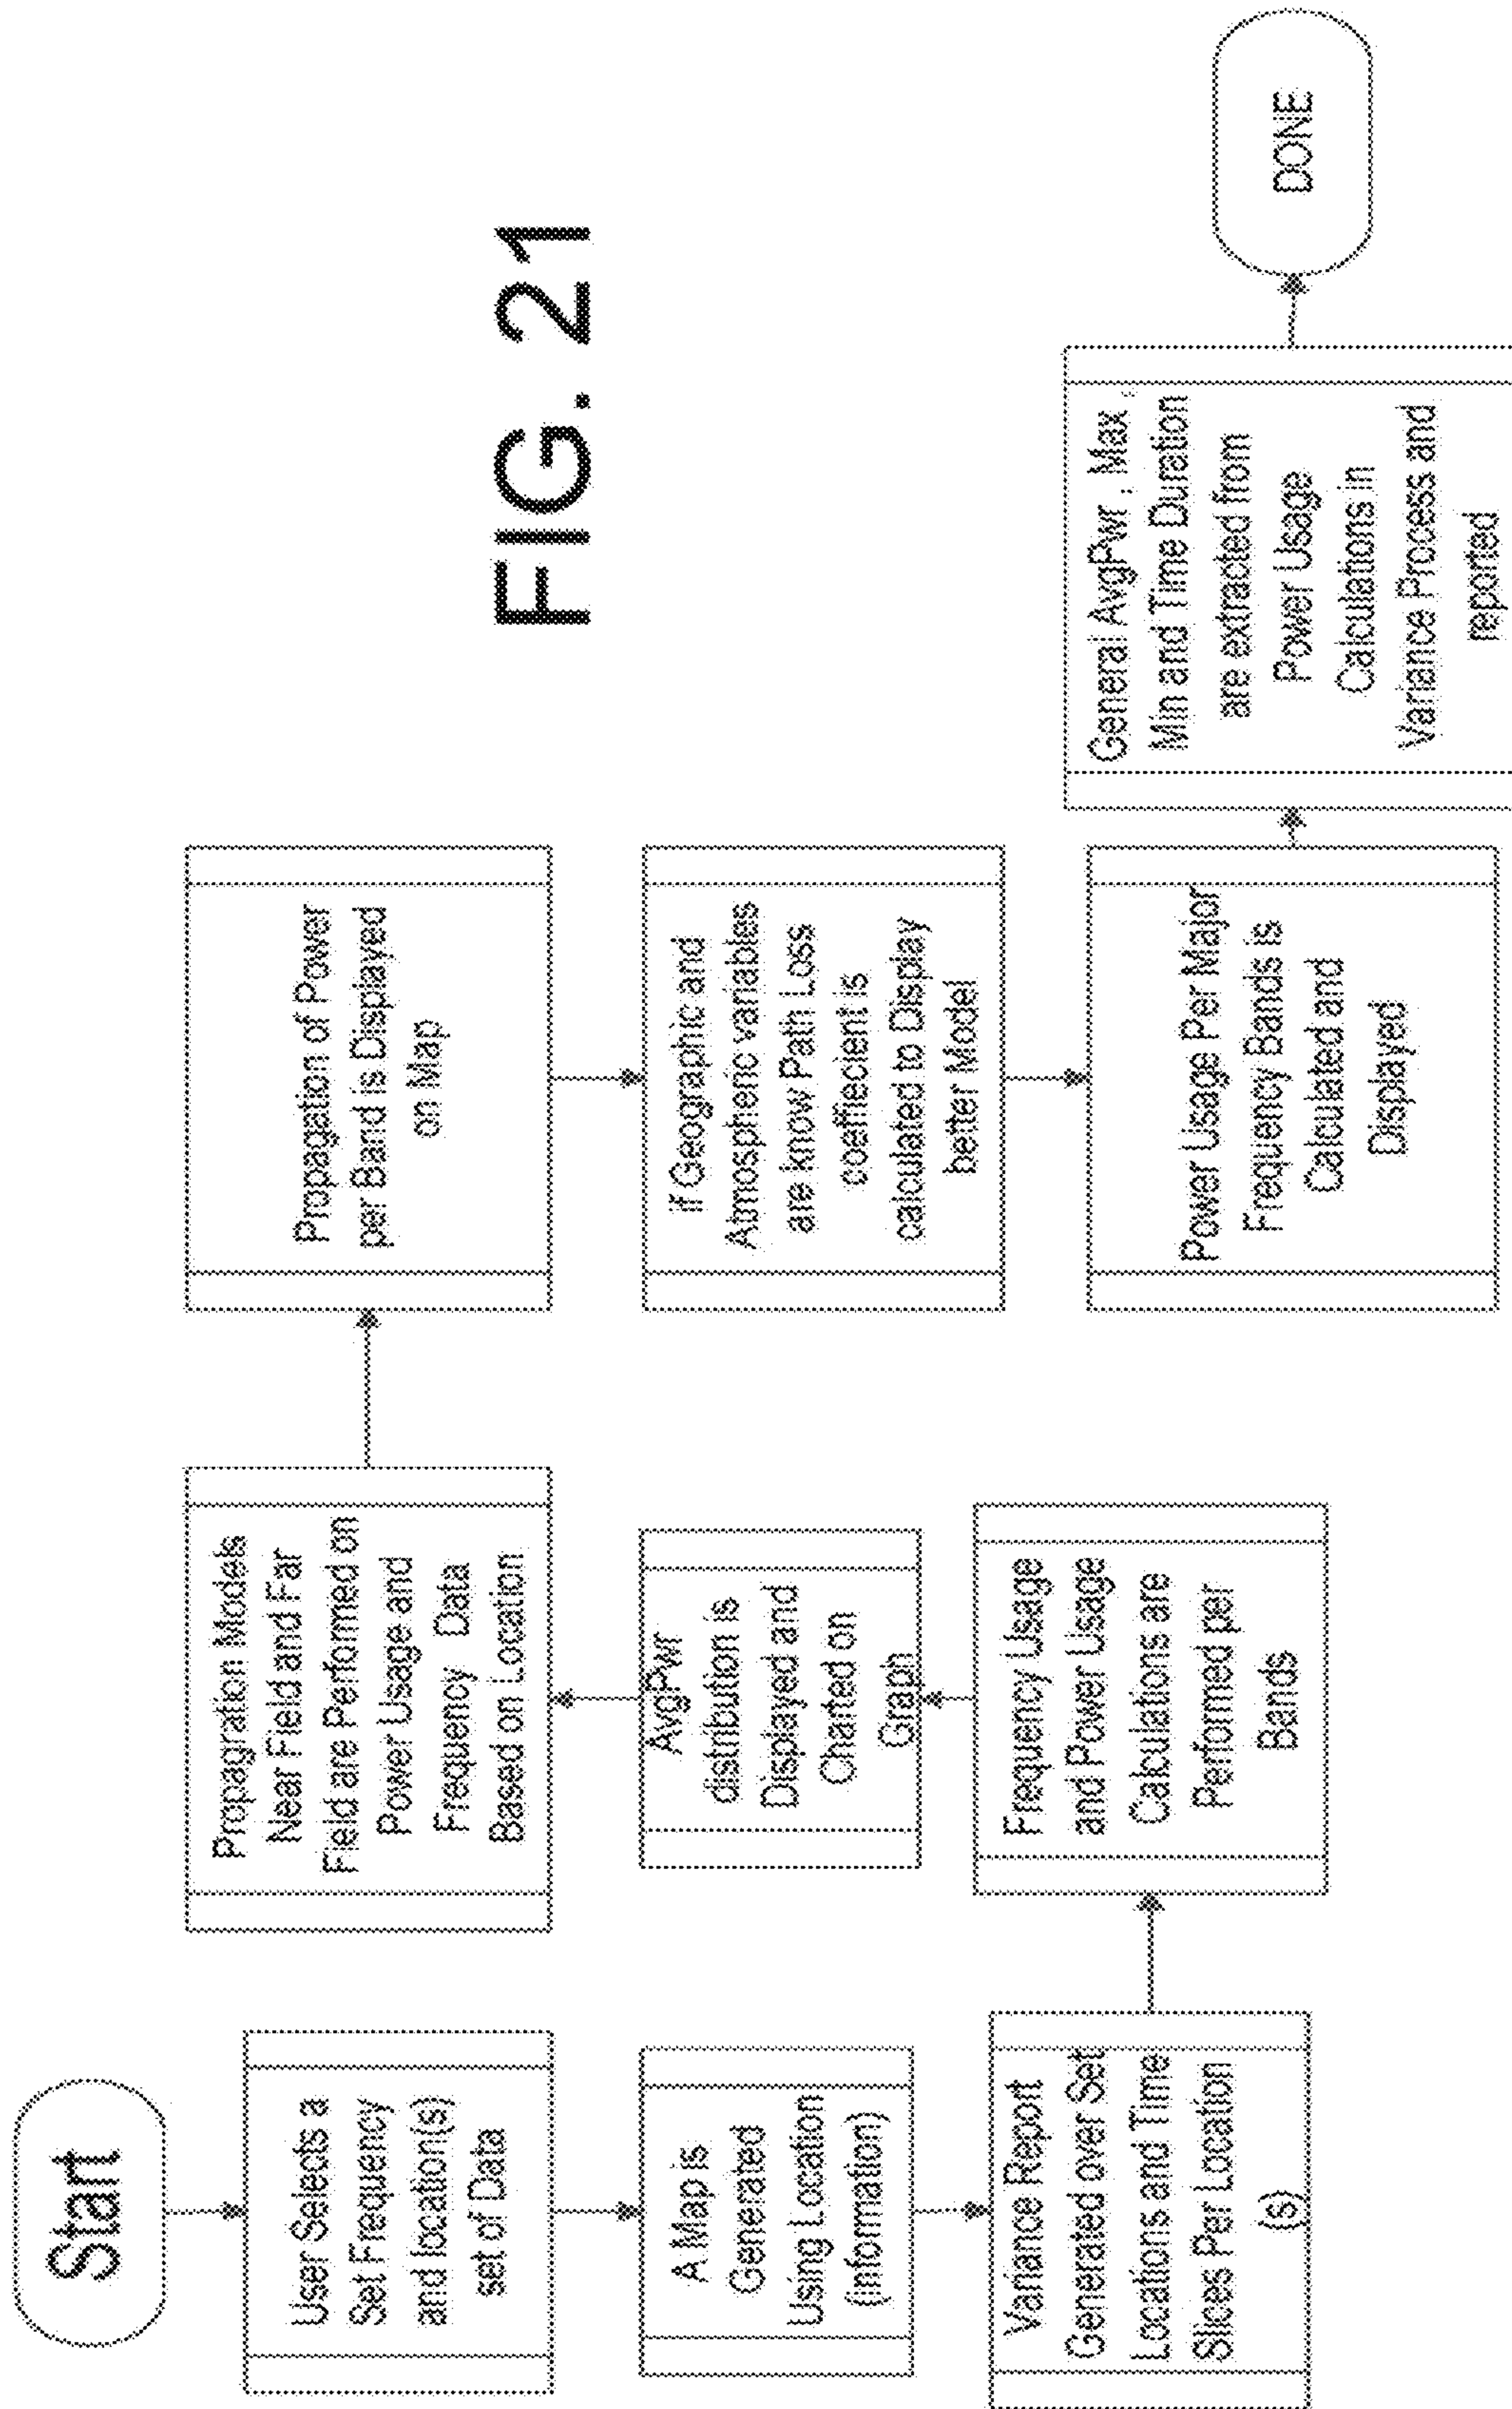 Start
User Selects a
Set Frequency
and location(s)
set of Data
A Map is
Generated
Using Location
(information)
Variance Report
Generated over Set
Locations and Time
Slices Per Location
(s)
Frequency Usage
and Power Usage
Calculations are
Performed per
Bands
AvgPwr
distribution is
Displayed and
Charted on
Graph
Propagration Models
Near Field and Far
Field are Performed on
Power Usage and
Frequency Data
Based on Location
Propagation of Power
per Band is Displayed
on Map
if Geographic and
Atmospheric variables
are know Path Loss
coeffiecient is
calculated to Display
better Model
Power Usage Per Major
Frequency Bands is
Calculated and
Displayed
General AvgPwr , Max ,
Min and Time Duration
are extracted from
Power Usage
Calculations in
Variance Process and
reported
DONE
FIG. 21